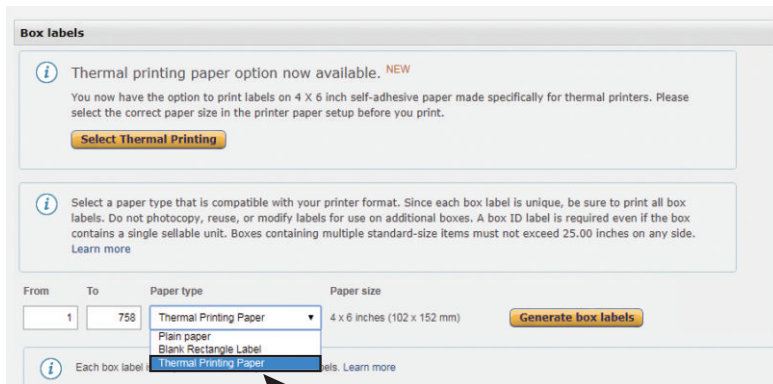 Box labels
Thermal printing paper option now available. NEW
You now have the option to print labels on 4 X 6 inch self-adhesive paper made specifically for thermal printers. Please
select the correct paper size in the printer paper setup before you print.
Select Thermal Printing
Select a paper type that is compatible with your printer format. Since each box label is unique, be sure to print all box
labels. Do not photocopy, reuse, or modify labels for use on additional boxes. A box ID label is required even if the box
contains a single sellable unit. Boxes containing multiple standard-size items must not exceed 25.00 inches on any side.
Learn more
From To Paper type Paper size
1 758 Thermal Printing Paper 4 x 6 inches (102 x 152 mm) Generate box labels
Plain paper
Blank Rectangle Label
Thermal Printing Paper
Each box label Learn more